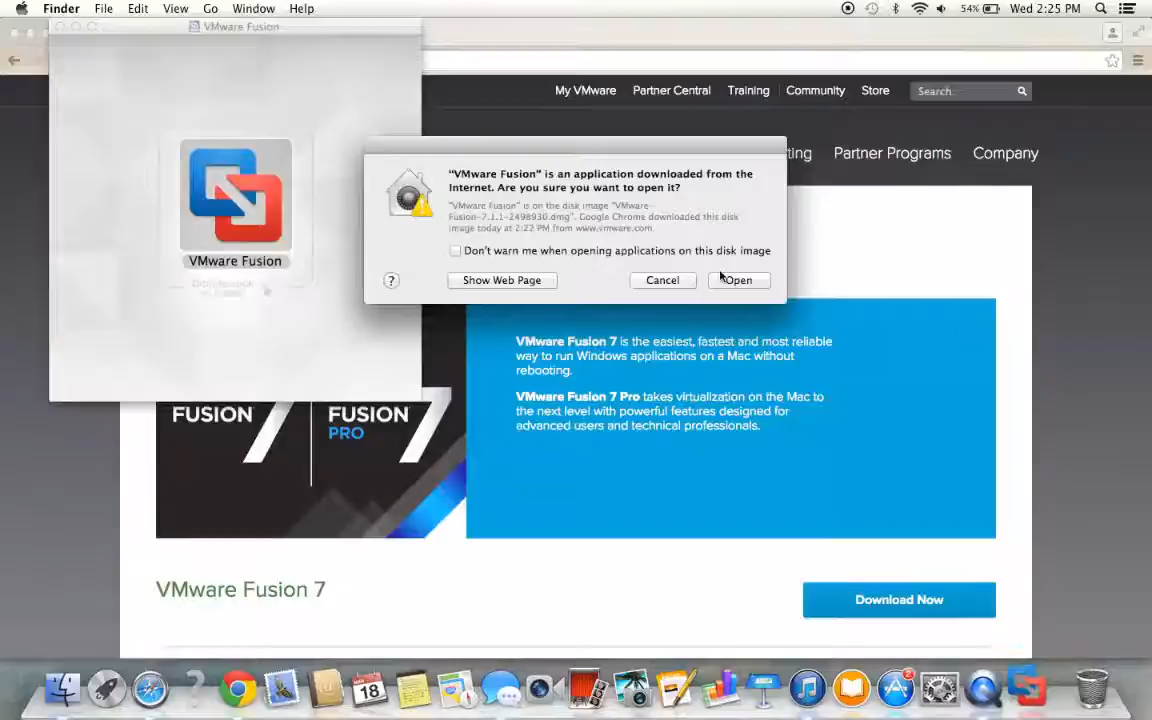 Finder File Edit View Go Window Help
54% Wed 2:25 PM
VMware Fusion
My VMware Partner Central Training Community Store Search
ting Partner Programs Company
"VMware Fusion" is an application downloaded from the
Internet. Are you sure you want to open it?
"VMware Fusion" is on the disk image "VMware-
Fusion-7.1.1-2498930.dmg". Google Chrome downloaded this disk
image today at 2:22 PM from www.vmware.com.
Don't warn me when opening applications on this disk image
? Show Web Page Cancel Open
VMware Fusion
VMware Fusion 7 is the easiest, fastest and most reliable
way to run Windows applications on a Mac without
rebooting.
VMware Fusion 7 Pro takes virtualization on the Mac to
the next level with powerful features designed for
advanced users and technical professionals.
FUSION 7 FUSION 7
PRO
VMware Fusion 7
Download Now
18
2